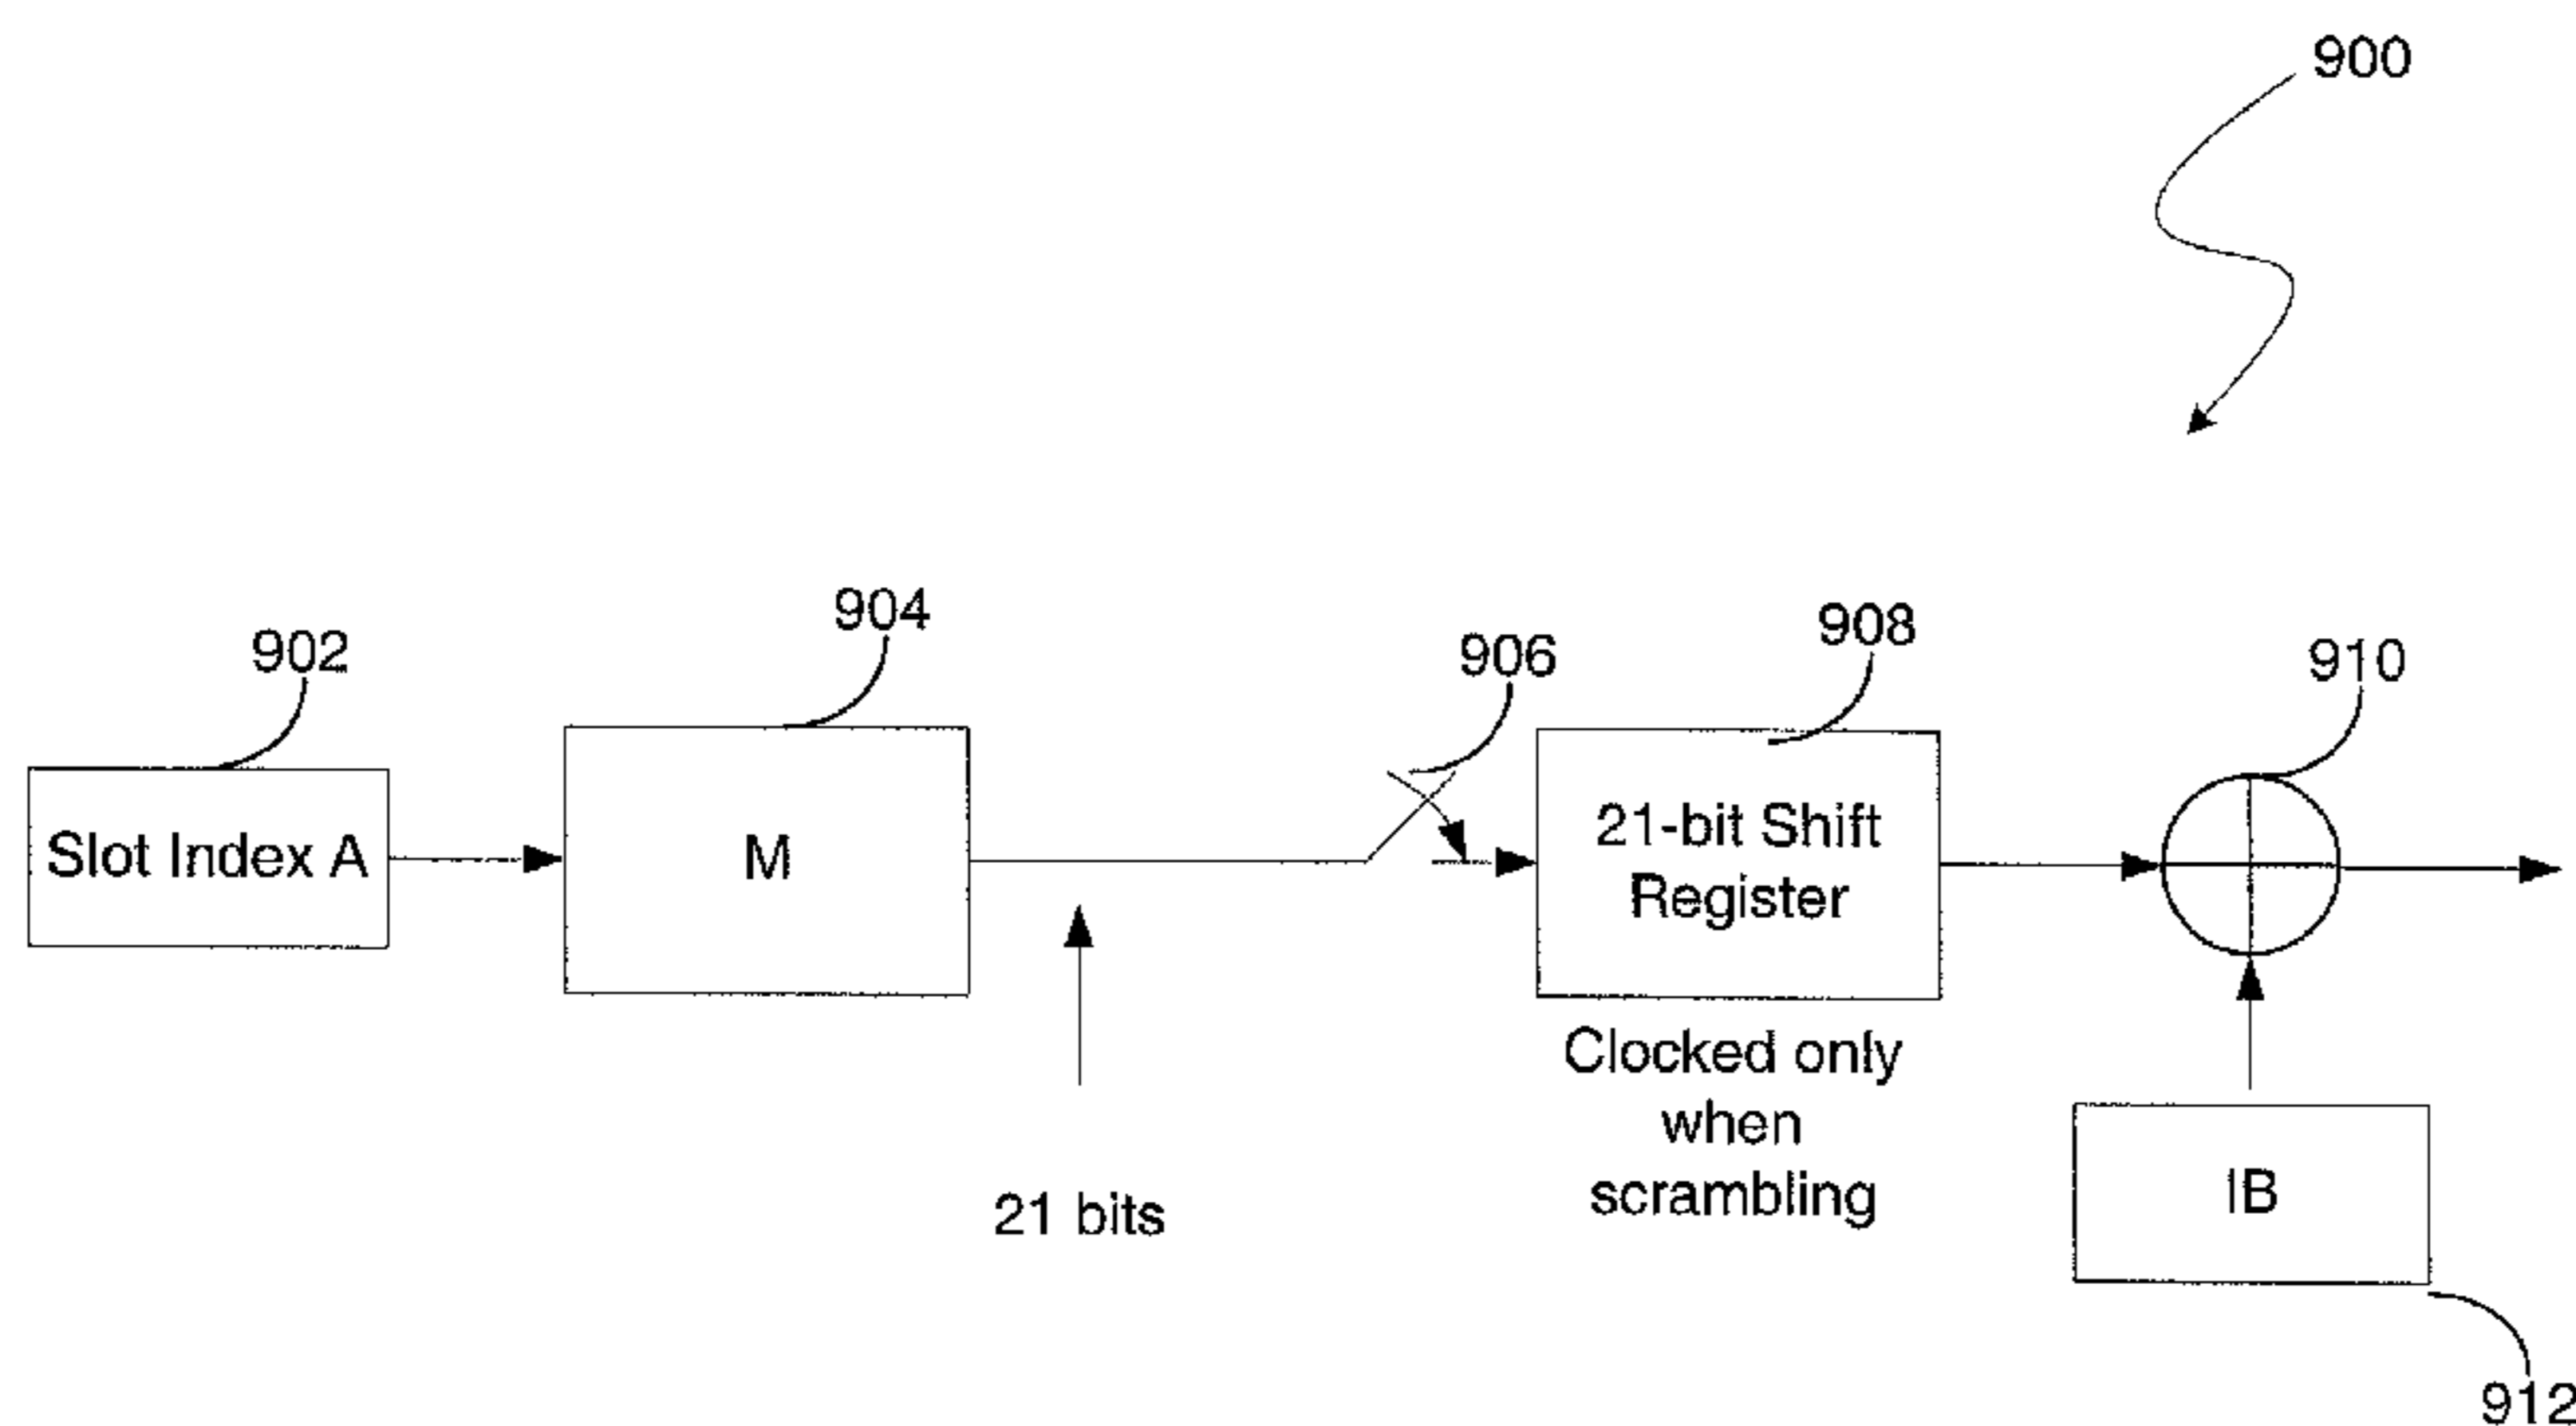 900
902
904
906
908
910
Slot Index A
M
21-bit Shift
Register
Clocked only
when
scrambling
21 bits
IB
912